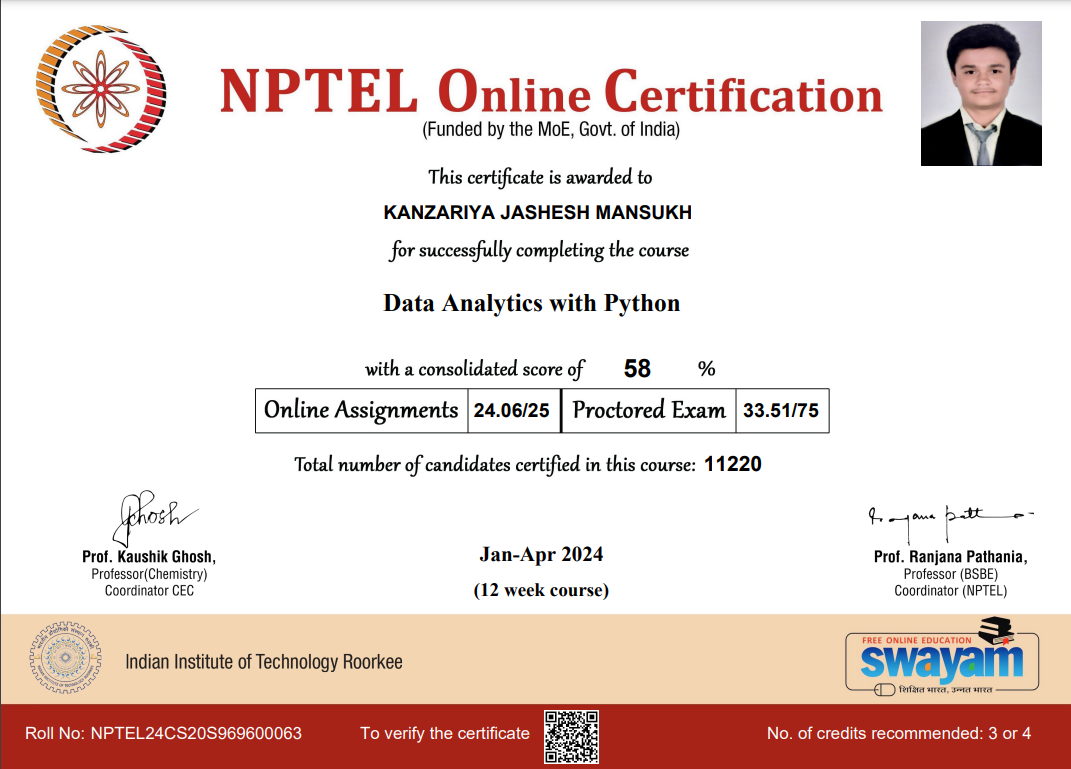 NPTEL Online Certification
(Funded by the MoE, Govt. of India)
This certificate is awarded to
KANZARIYA JASHESH MANSUKH
for successfully completing the course
Data Analytics with Python
with a consolidated score of 58 %
Online Assignments 24.06/25 Proctored Exam 33.51/75
Total number of candidates certified in this course: 11220
Ghosh
Prof. Kaushik Ghosh,
Professor(Chemistry)
Coordinator CEC
Jan-Apr 2024
(12 week course)
Prof. Ranjana Pathania,
Professor (BSBE)
Coordinator (NPTEL)
Indian Institute of Technology Roorkee
FREE ONLINE EDUCATION
swayam
शिक्षित भारत, उन्नत भारत
Roll No: NPTEL24CS20S969600063
To verify the certificate
No. of credits recommended: 3 or 4